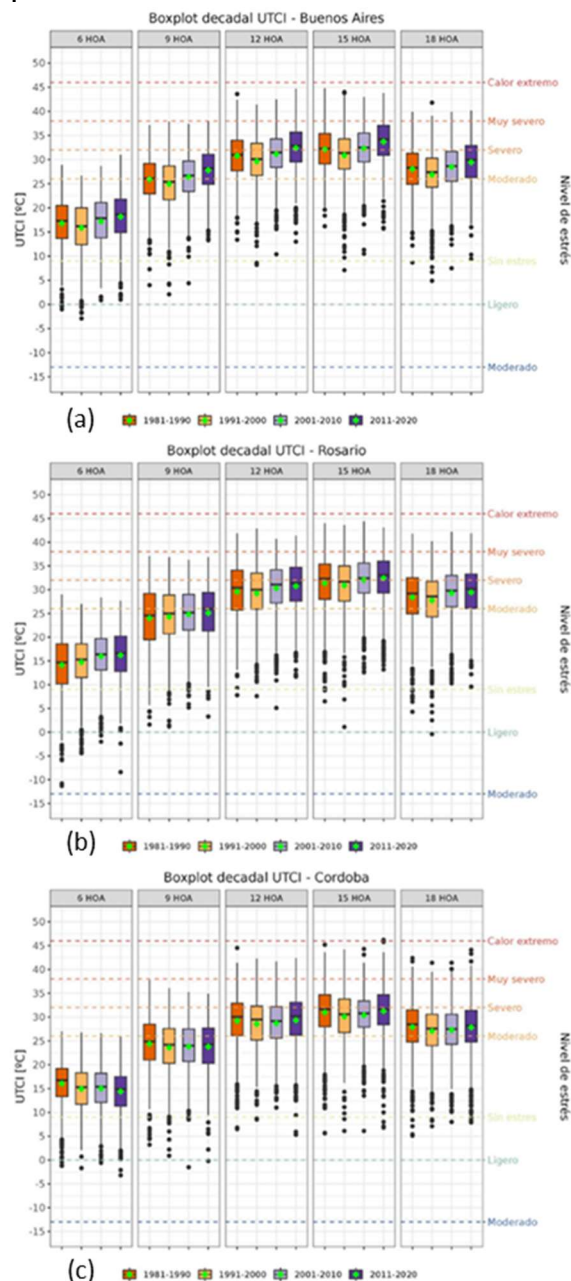 Boxplot decadal UTCI - Buenos Aires
6 HOA 9 HOA 12 HOA 15 HOA 18 HOA
UTCI [ºC]
50
45
40
35
30
25
20
15
10
5
0
-5
-10
-15
Calor extremo
Muy severo
Severo
Moderado
Sin estres
Ligero
Moderado
Nivel de estrés
(a)
1981-1990 1991-2000 2001-2010 2011-2020
Boxplot decadal UTCI - Rosario
6 HOA 9 HOA 12 HOA 15 HOA 18 HOA
UTCI [ºC]
50
45
40
35
30
25
20
15
10
5
0
-5
-10
-15
Calor extremo
Muy severo
Severo
Moderado
Sin estres
Ligero
Moderado
Nivel de estrés
(b)
1981-1990 1991-2000 2001-2010 2011-2020
Boxplot decadal UTCI - Cordoba
6 HOA 9 HOA 12 HOA 15 HOA 18 HOA
UTCI [ºC]
50
45
40
35
30
25
20
15
10
5
0
-5
-10
-15
Calor extremo
Muy severo
Severo
Moderado
Sin estres
Ligero
Moderado
Nivel de estrés
(c)
1981-1990 1991-2000 2001-2010 2011-2020